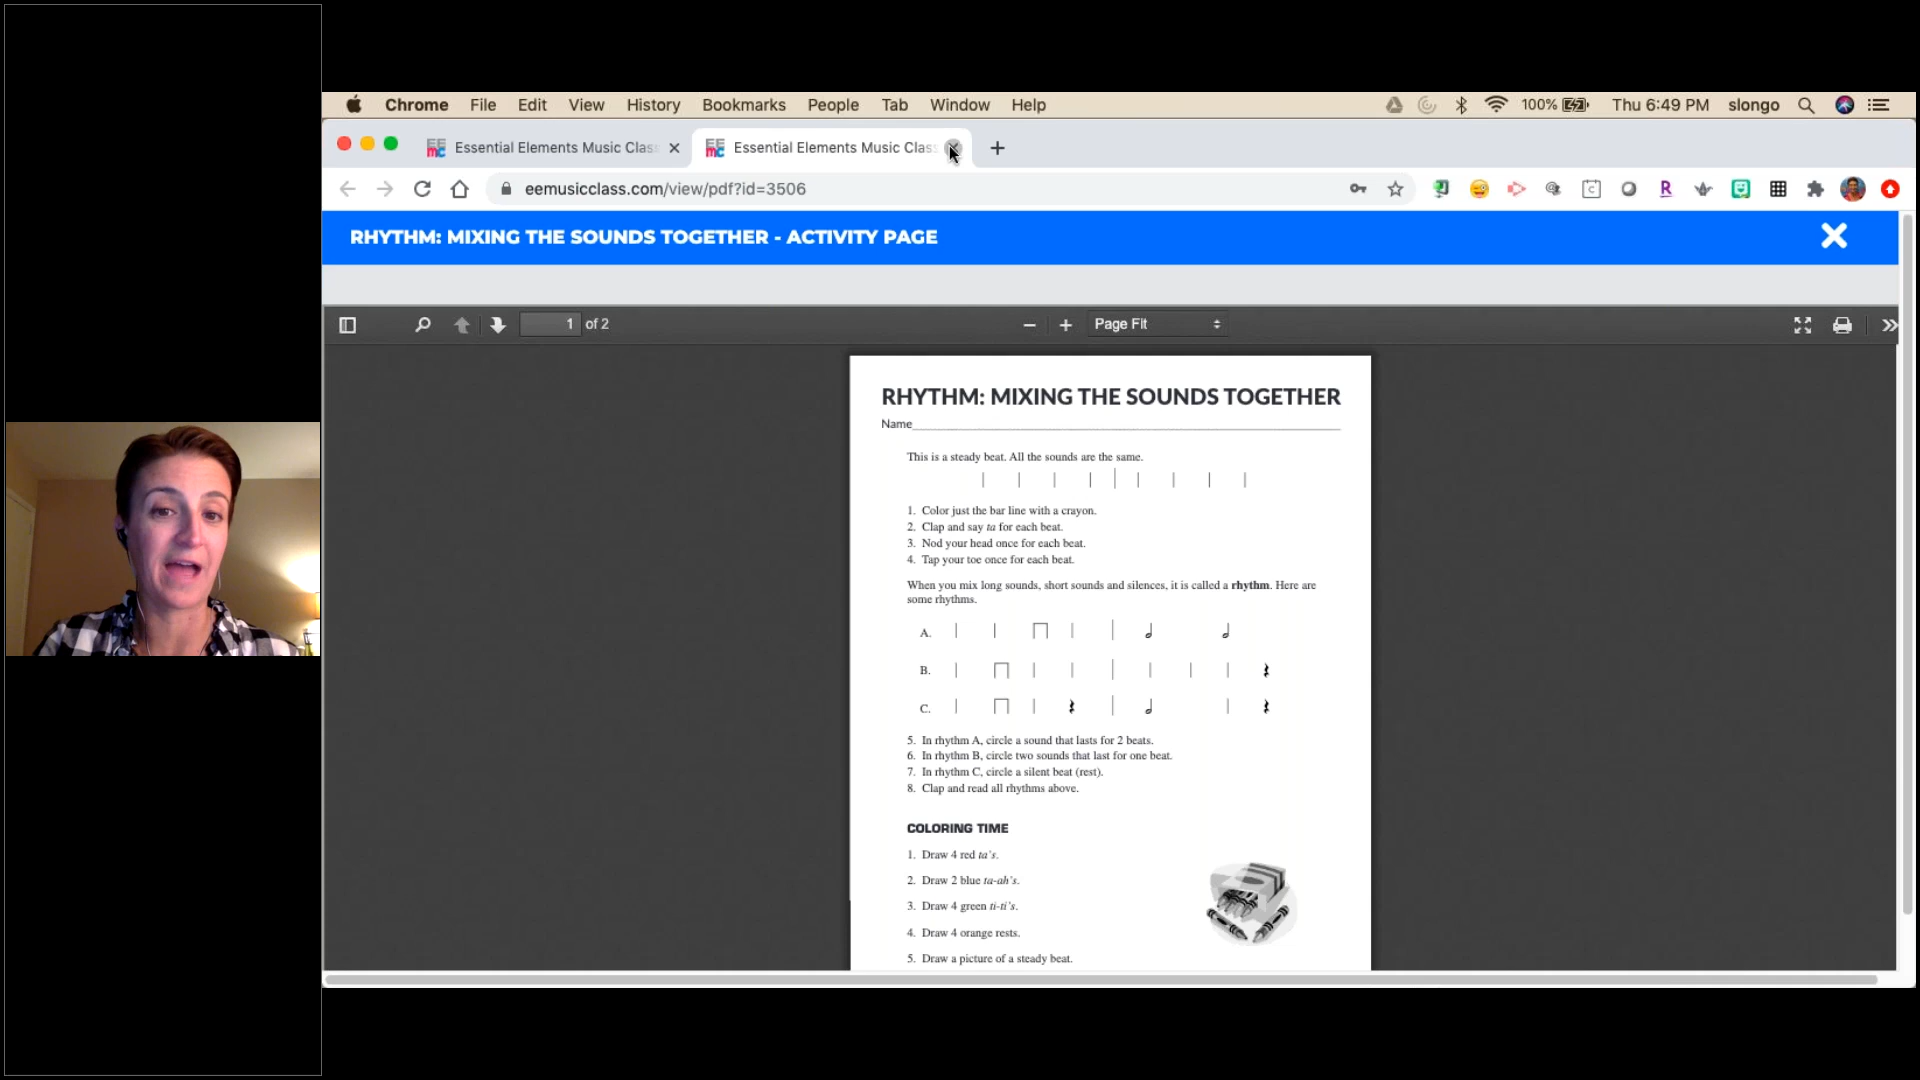 Chrome File Edit View History Bookmarks People Tab Window Help 100% Thu 6:49 PM slongo
Essential Elements Music Clas Essential Elements Music Clas
eemusicclass.com/view/pdf?id=3506
RHYTHM: MIXING THE SOUNDS TOGETHER - ACTIVITY PAGE
1 of 2 Page Fit
RHYTHM: MIXING THE SOUNDS TOGETHER
Name
This is a steady beat. All the sounds are the same.
1. Color just the bar line with a crayon.
2. Clap and say ta for each beat.
3. Nod your head once for each beat.
4. Tap your toe once for each beat.
When you mix long sounds, short sounds and silences, it is called a rhythm. Here are
some rhythms.
A.
B.
C.
5. In rhythm A, circle a sound that lasts for 2 beats.
6. In rhythm B, circle two sounds that last for one beat.
7. In rhythm C, circle a silent beat (rest).
8. Clap and read all rhythms above.
COLORING TIME
1. Draw 4 red ta's.
2. Draw 2 blue ta-ah's.
3. Draw 4 green ti-ti's.
4. Draw 4 orange rests.
5. Draw a picture of a steady beat.